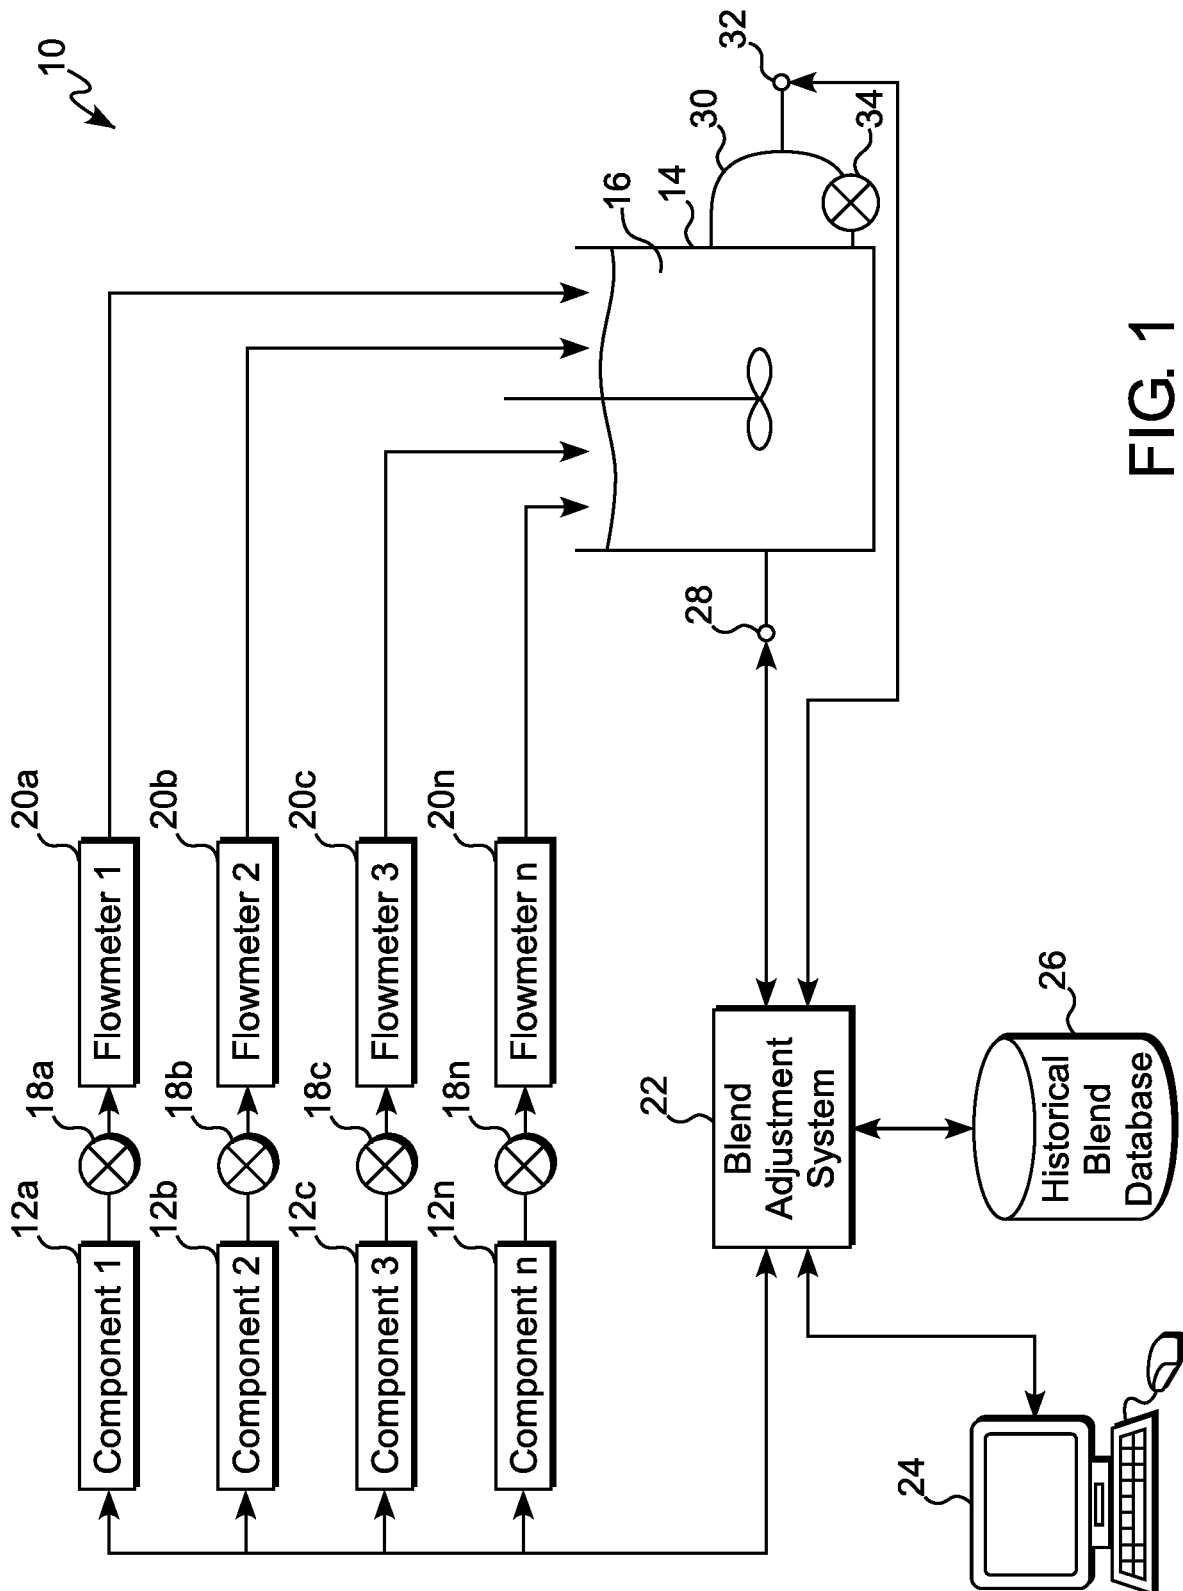 10
12a
Component 1
18a
20a
Flowmeter 1
12b
Component 2
18b
20b
Flowmeter 2
12c
Component 3
18c
20c
Flowmeter 3
12n
Component n
18n
20n
Flowmeter n
16
14
30
32
34
28
22
Blend
Adjustment
System
24
26
Historical
Blend
Database
FIG. 1